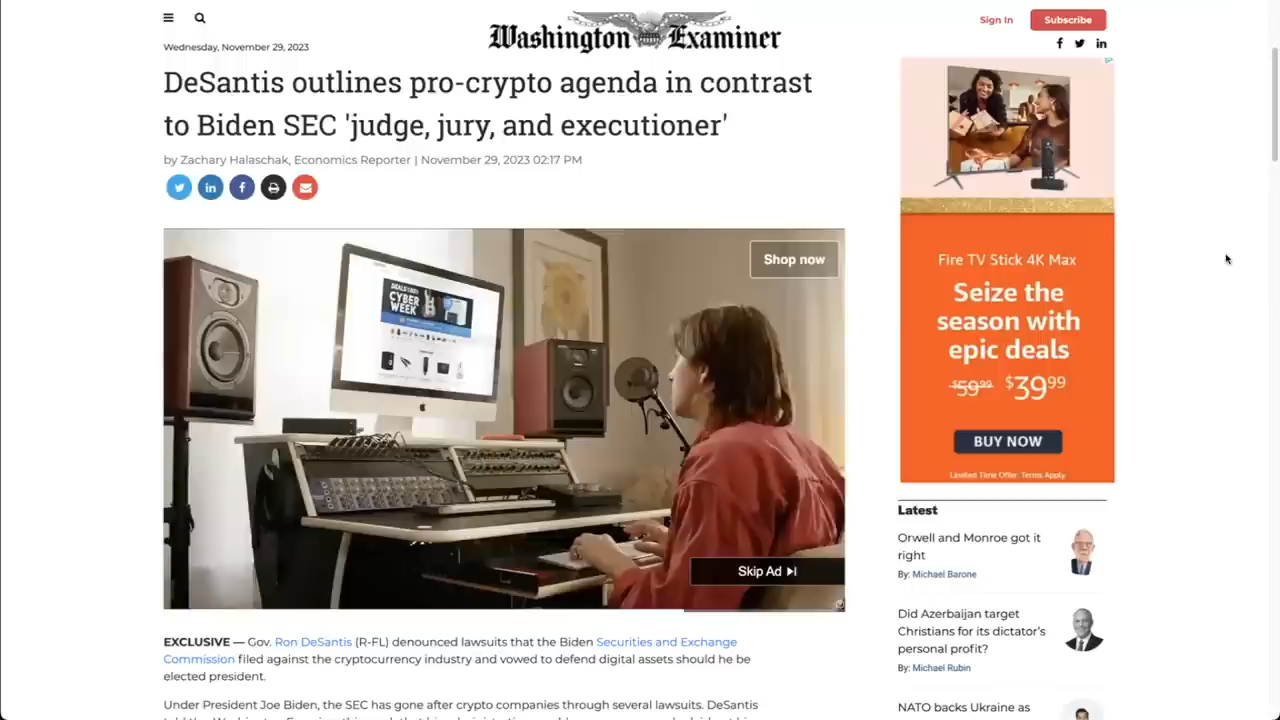 Washington Examiner
Sign In
Subscribe
Wednesday, November 29, 2023
DeSantis outlines pro-crypto agenda in contrast
to Biden SEC 'judge, jury, and executioner'
by Zachary Halaschak, Economics Reporter | November 29, 2023 02:17 PM
Shop now
CYBER
WEEK
Skip Ad
EXCLUSIVE — Gov. Ron DeSantis (R-FL) denounced lawsuits that the Biden Securities and Exchange
Commission filed against the cryptocurrency industry and vowed to defend digital assets should he be
elected president.
Under President Joe Biden, the SEC has gone after crypto companies through several lawsuits. DeSantis
Fire TV Stick 4K Max
Seize the
season with
epic deals
$59.99 $39.99
BUY NOW
Limited Time Offer. Terms Apply
Latest
Orwell and Monroe got it
right
By: Michael Barone
Did Azerbaijan target
Christians for its dictator's
personal profit?
By: Michael Rubin
NATO backs Ukraine as